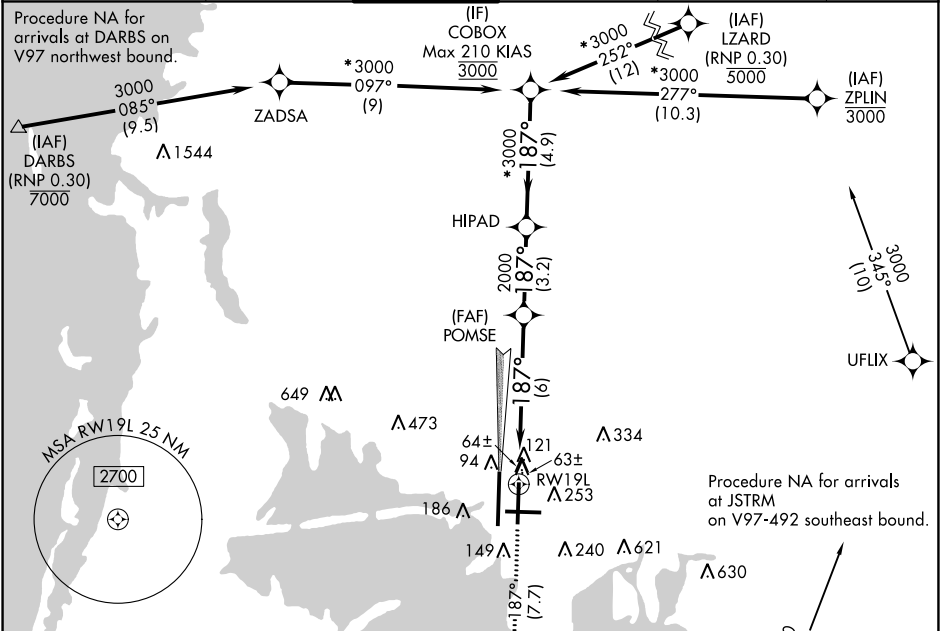 Procedure NA for
arrivals at DARBS on
V97 northwest bound.
(IF)
COBOX
Max 210 KIAS
3000
(IAF)
LZARD
(RNP 0.30)
5000
*3000
252°
(12)
(IAF)
ZPLIN
3000
*3000
277°
(10.3)
*3000
097°
(9)
ZADSA
3000
085°
(9.5)
(IAF)
DARBS
(RNP 0.30)
7000
1544
*3000
187°
(4.9)
HIPAD
2000
187°
(3.2)
(FAF)
POMSE
187°
(6)
3000
345°
(10)
UFLIX
649
473
334
MSA RW19L 25 NM
2700
64±
121
94
63±
RW19L
253
186
149
240
621
630
Procedure NA for arrivals
at JSTRM
on V97-492 southeast bound.
187°
(7.7)